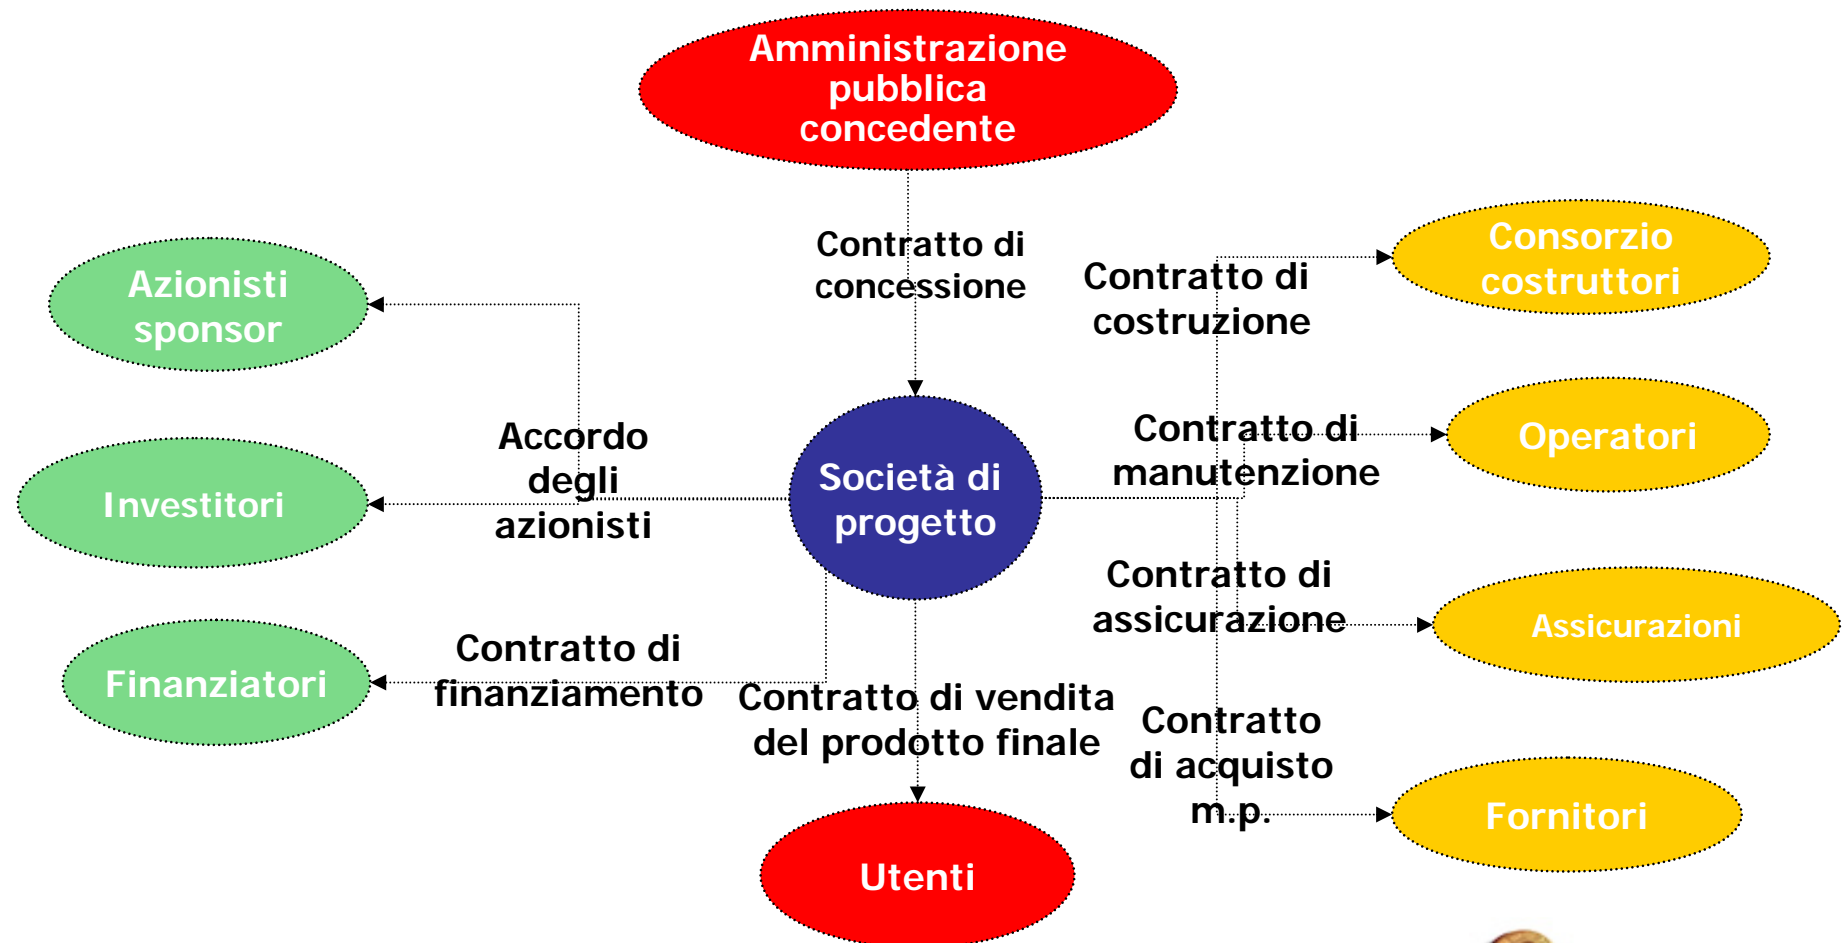 Amministrazione
pubblica
concedente
Contratto di
concessione
Azionisti
sponsor
Accordo
degli
azionisti
Investitori
Società di
progetto
Contratto di
finanziamento
Finanziatori
Contratto di vendita
del prodotto finale
Utenti
Contratto di
costruzione
Consorzio
costruttori
Contratto di
manutenzione
Operatori
Contratto di
assicurazione
Assicurazioni
Contratto
di acquisto
m.p.
Fornitori